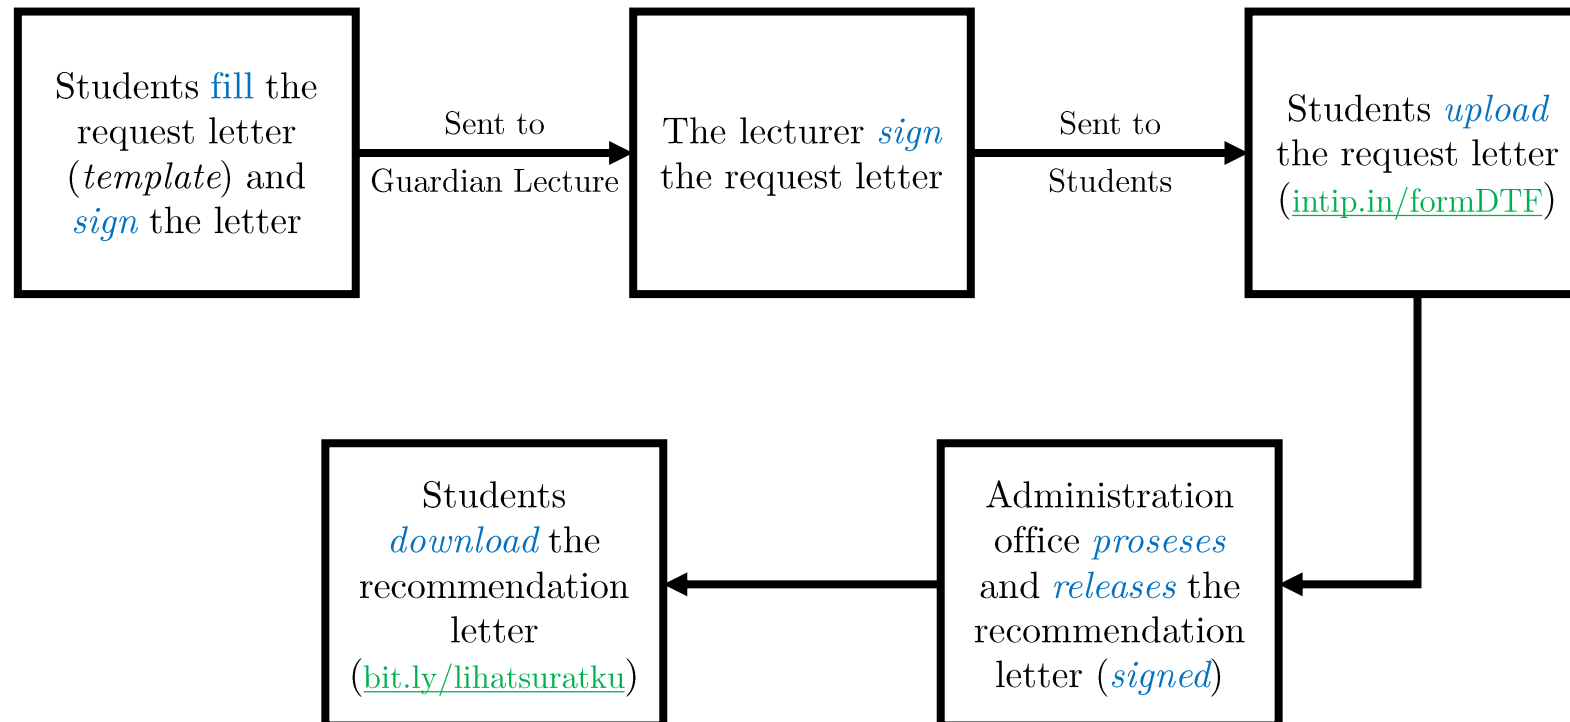 Students fill the
request letter
(template) and
sign the letter
Sent to
Guardian Lecture
The lecturer sign
the request letter
Sent to
Students
Students upload
the request letter
(intip.in/formDTF)
Administration
office proseses
and releases the
recommendation
letter (signed)
Students
download the
recommendation
letter
(bit.ly/lihatsuratku)